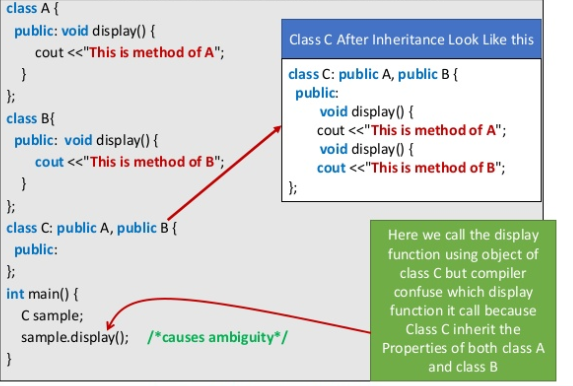 class A {
public: void display() {
cout <<"This is method of A";
}
};
class B{
public: void display() {
cout <<"This is method of B";
}
};
class C: public A, public B {
public:
};
int main() {
C sample;
sample.display(); /*causes ambiguity*/
}
Class C After Inheritance Look Like this
class C: public A, public B {
public:
void display() {
cout <<"This is method of A";
void display() {
cout <<"This is method of B";
};
Here we call the display
function using object of
class C but compiler
confuse which display
function it call because
Class C inherit the
Properties of both class A
and class B